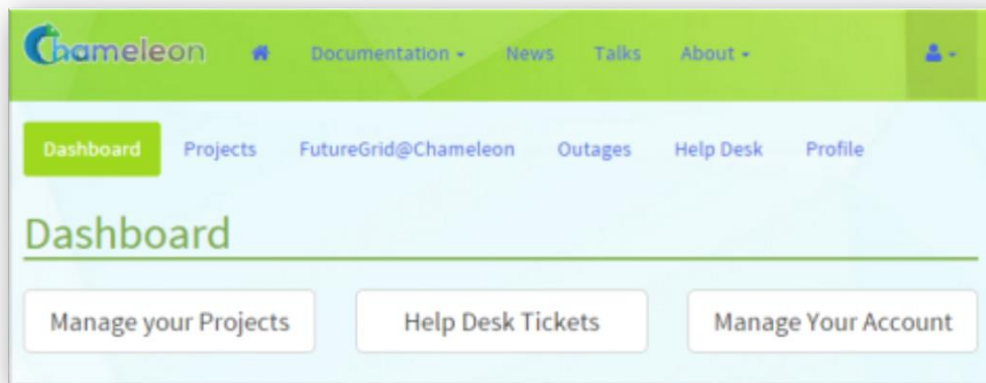 Chameleon Documentation News Talks About
Dashboard Projects FutureGrid@Chameleon Outages Help Desk Profile
Dashboard
Manage your Projects Help Desk Tickets Manage Your Account